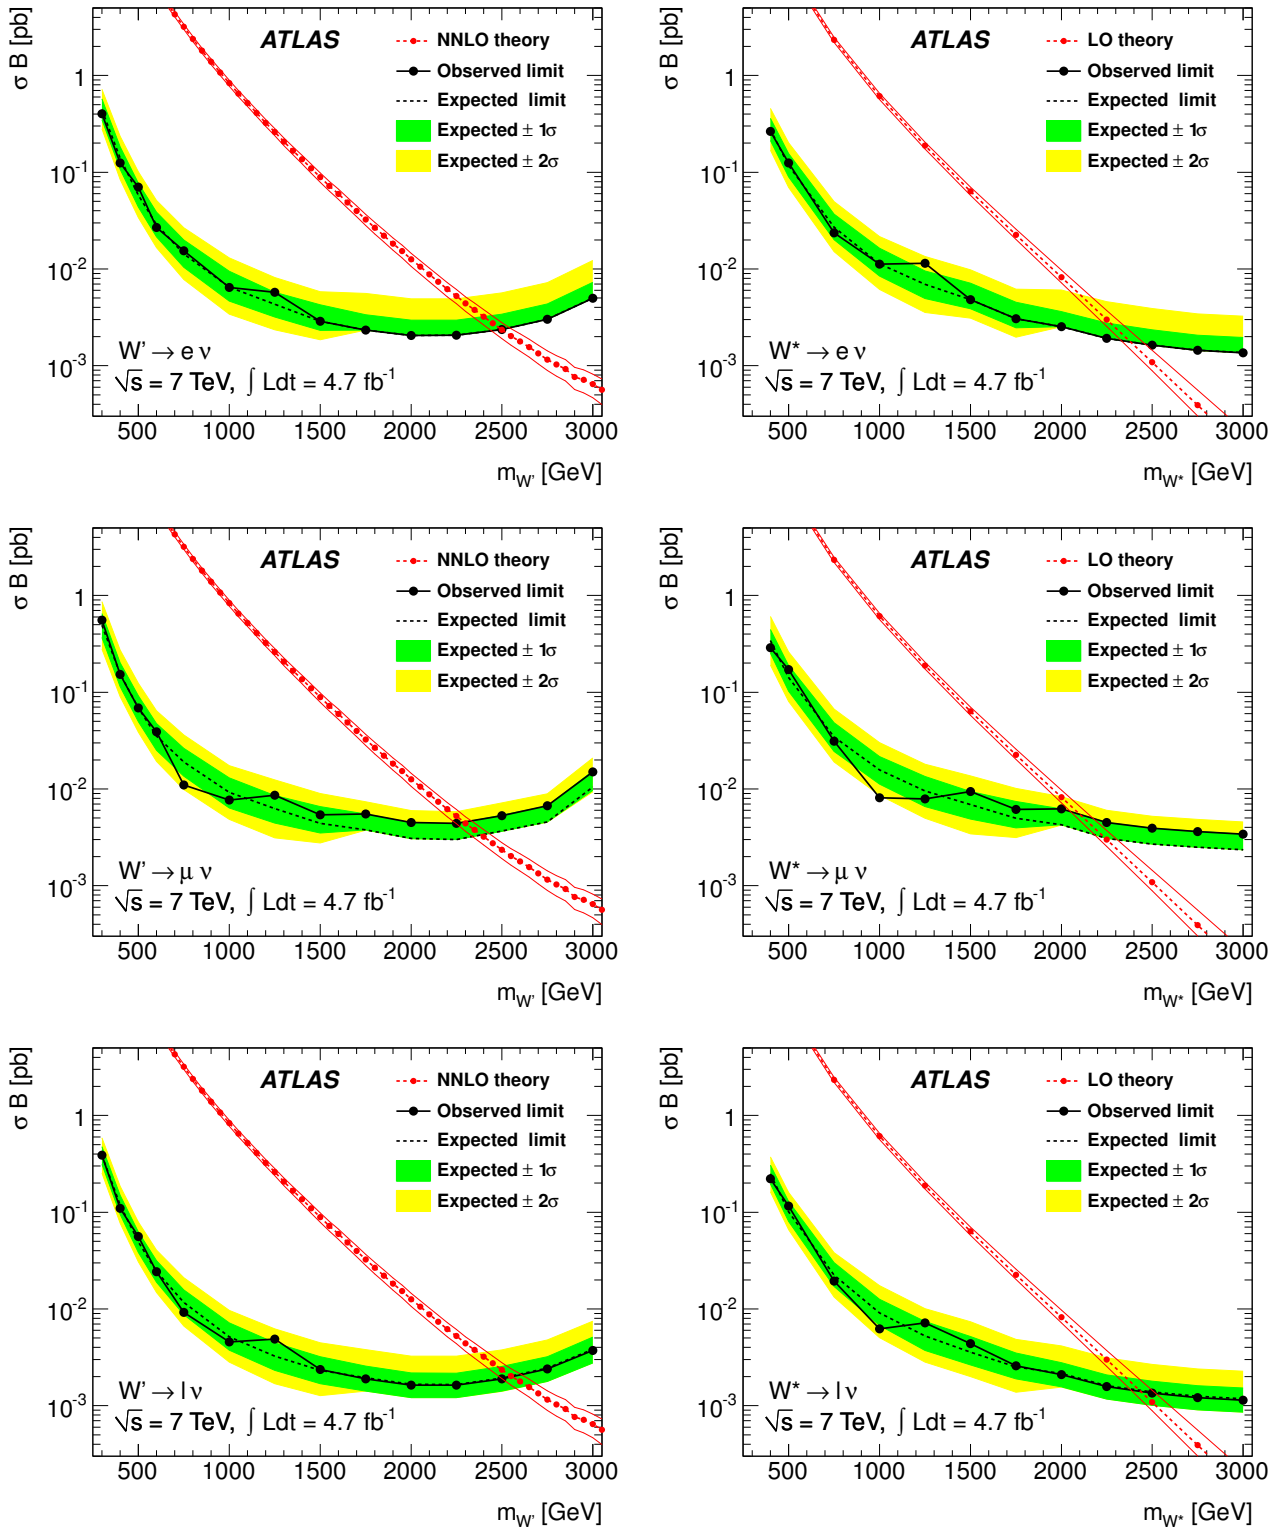 σ B [pb]
ATLAS
NNLO theory
Observed limit
Expected limit
Expected ± 1σ
Expected ± 2σ
1
10⁻¹
10⁻²
10⁻³
W' → e ν
√s = 7 TeV, ∫ Ldt = 4.7 fb⁻¹
500 1000 1500 2000 2500 3000
m_W' [GeV]
σ B [pb]
ATLAS
LO theory
Observed limit
Expected limit
Expected ± 1σ
Expected ± 2σ
1
10⁻¹
10⁻²
10⁻³
W* → e ν
√s = 7 TeV, ∫ Ldt = 4.7 fb⁻¹
500 1000 1500 2000 2500 3000
m_W* [GeV]
σ B [pb]
ATLAS
NNLO theory
Observed limit
Expected limit
Expected ± 1σ
Expected ± 2σ
1
10⁻¹
10⁻²
10⁻³
W' → μ ν
√s = 7 TeV, ∫ Ldt = 4.7 fb⁻¹
500 1000 1500 2000 2500 3000
m_W' [GeV]
σ B [pb]
ATLAS
LO theory
Observed limit
Expected limit
Expected ± 1σ
Expected ± 2σ
1
10⁻¹
10⁻²
10⁻³
W* → μ ν
√s = 7 TeV, ∫ Ldt = 4.7 fb⁻¹
500 1000 1500 2000 2500 3000
m_W* [GeV]
σ B [pb]
ATLAS
NNLO theory
Observed limit
Expected limit
Expected ± 1σ
Expected ± 2σ
1
10⁻¹
10⁻²
10⁻³
W' → l ν
√s = 7 TeV, ∫ Ldt = 4.7 fb⁻¹
500 1000 1500 2000 2500 3000
m_W' [GeV]
σ B [pb]
ATLAS
LO theory
Observed limit
Expected limit
Expected ± 1σ
Expected ± 2σ
1
10⁻¹
10⁻²
10⁻³
W* → l ν
√s = 7 TeV, ∫ Ldt = 4.7 fb⁻¹
500 1000 1500 2000 2500 3000
m_W* [GeV]